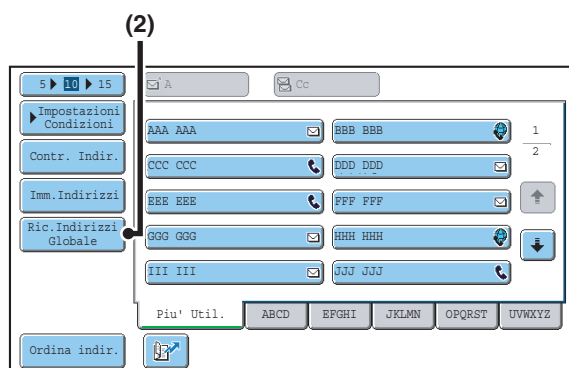 (2)
5 10 15
A
Cc
Impostazioni
Condizioni
Contr. Indir.
Imm.Indirizzi
Ric.Indirizzi
Globale
AAA AAA
BBB BBB
1
2
CCC CCC
DDD DDD
EEE EEE
FFF FFF
GGG GGG
HHH HHH
III III
JJJ JJJ
Piu' Util.
ABCD
EFGHI
JKLMN
OPQRST
UVWXYZ
Ordina indir.